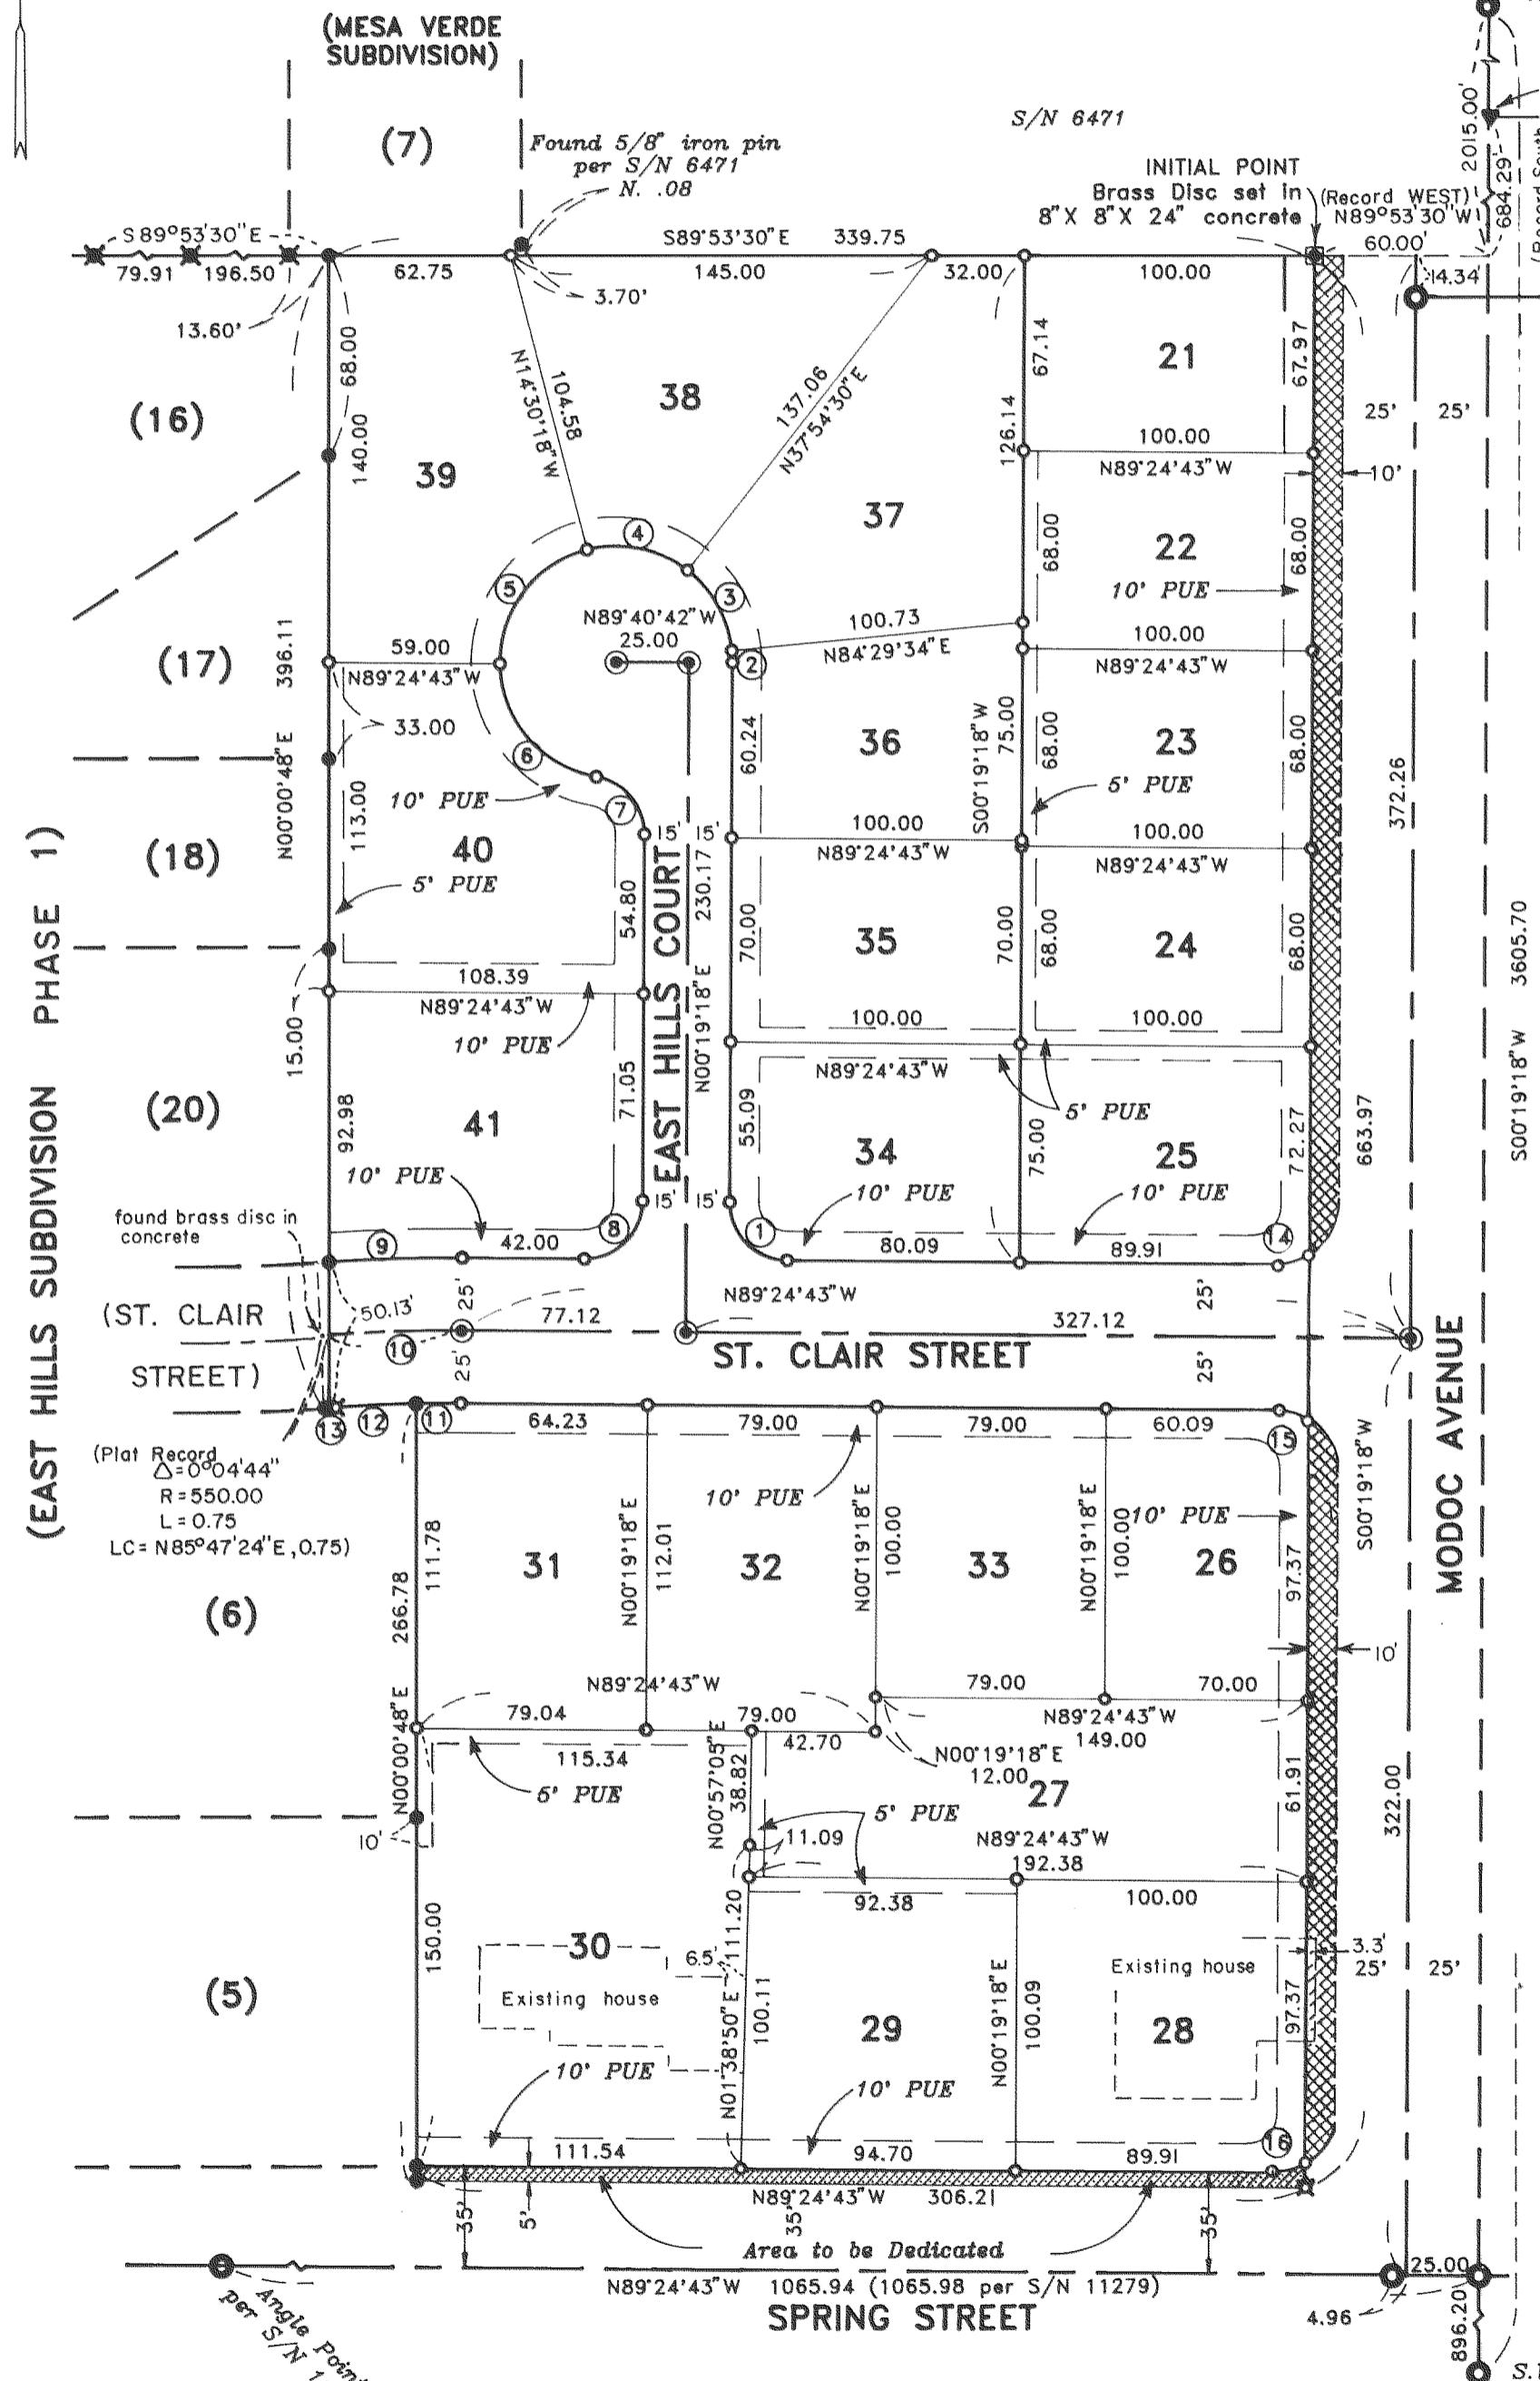 (MESA VERDE
SUBDIVISION)
(7)
Found 5/8" iron pin
per S/N 6471
N. .08
S/N 6471
INITIAL POINT
Brass Disc set in
8"X 8"X 24" concrete
(Record WEST)
N89°53'30"W
60.00'
2015.00'
684.29'
14.34'
S89°53'30"E
79.91
196.50
13.60'
S89°53'30"E
339.75
62.75
145.00
3.70'
32.00
100.00
68.00
140.00
(16)
39
N14°30'18"W
104.58
38
137.06
N37°54'30"E
67.14
126.14
21
67.97
25'
25'
100.00
N89°24'43"W
10'
37
22
68.00
68.00
10' PUE
4
5
3
N89°40'42"W
25.00
100.73
N84°29'34"E
2
100.00
N89°24'43"W
(17)
396.11
59.00
N89°24'43"W
33.00
N00°00'48"E
113.00
6
7
10' PUE
36
60.24
S00°19'18"W
75.00
68.00
23
68.00
5' PUE
372.26
(18)
40
5' PUE
15'
15'
100.00
N89°24'43"W
100.00
N89°24'43"W
54.80
EAST HILLS COURT
230.17
N00°19'18"E
35
70.00
70.00
68.00
24
68.00
108.39
N89°24'43"W
10' PUE
15.00
100.00
N89°24'43"W
100.00
5' PUE
3605.70
S00°19'18"W
663.97
(EAST HILLS SUBDIVISION PHASE 1)
(20)
92.98
41
71.05
10' PUE
15'
15'
55.09
34
10' PUE
75.00
25
72.27
10' PUE
found brass disc in
concrete
9
42.00
8
1
80.09
89.91
14
(ST. CLAIR
STREET)
50.13'
25'
77.12
10
25'
N89°24'43"W
327.12
ST. CLAIR STREET
25'
25'
13
12
11
64.23
79.00
79.00
60.09
15
(Plat Record
Δ=0°04'44"
R=550.00
L=0.75
LC=N85°47'24"E,0.75)
10' PUE
10' PUE
S00°19'18"W
MODOC AVENUE
(6)
266.78
111.78
31
N00°19'18"E
112.01
32
N00°19'18"E
100.00
33
N00°19'18"E
100.00
26
97.37
10'
N00°00'48"E
N89°24'43"W
79.04
79.00
79.00
70.00
115.34
42.70
N89°24'43"W
149.00
5' PUE
N00°57'05"E
38.82
N00°19'18"E
12.00
27
61.91
322.00
5' PUE
10'
11.09
N89°24'43"W
192.38
92.38
100.00
(5)
150.00
30
Existing house
6.5'
111.20
N01°38'50"E
100.11
29
N00°19'18"E
100.09
Existing house
28
97.37
3.3'
25'
25'
10' PUE
10' PUE
16
111.54
94.70
89.91
N89°24'43"W
306.21
35'
5'
35'
35'
Area to be Dedicated
N89°24'43"W 1065.94 (1065.98 per S/N 11279)
SPRING STREET
25.00
4.96
896.20
Angle Point
per S/N 1